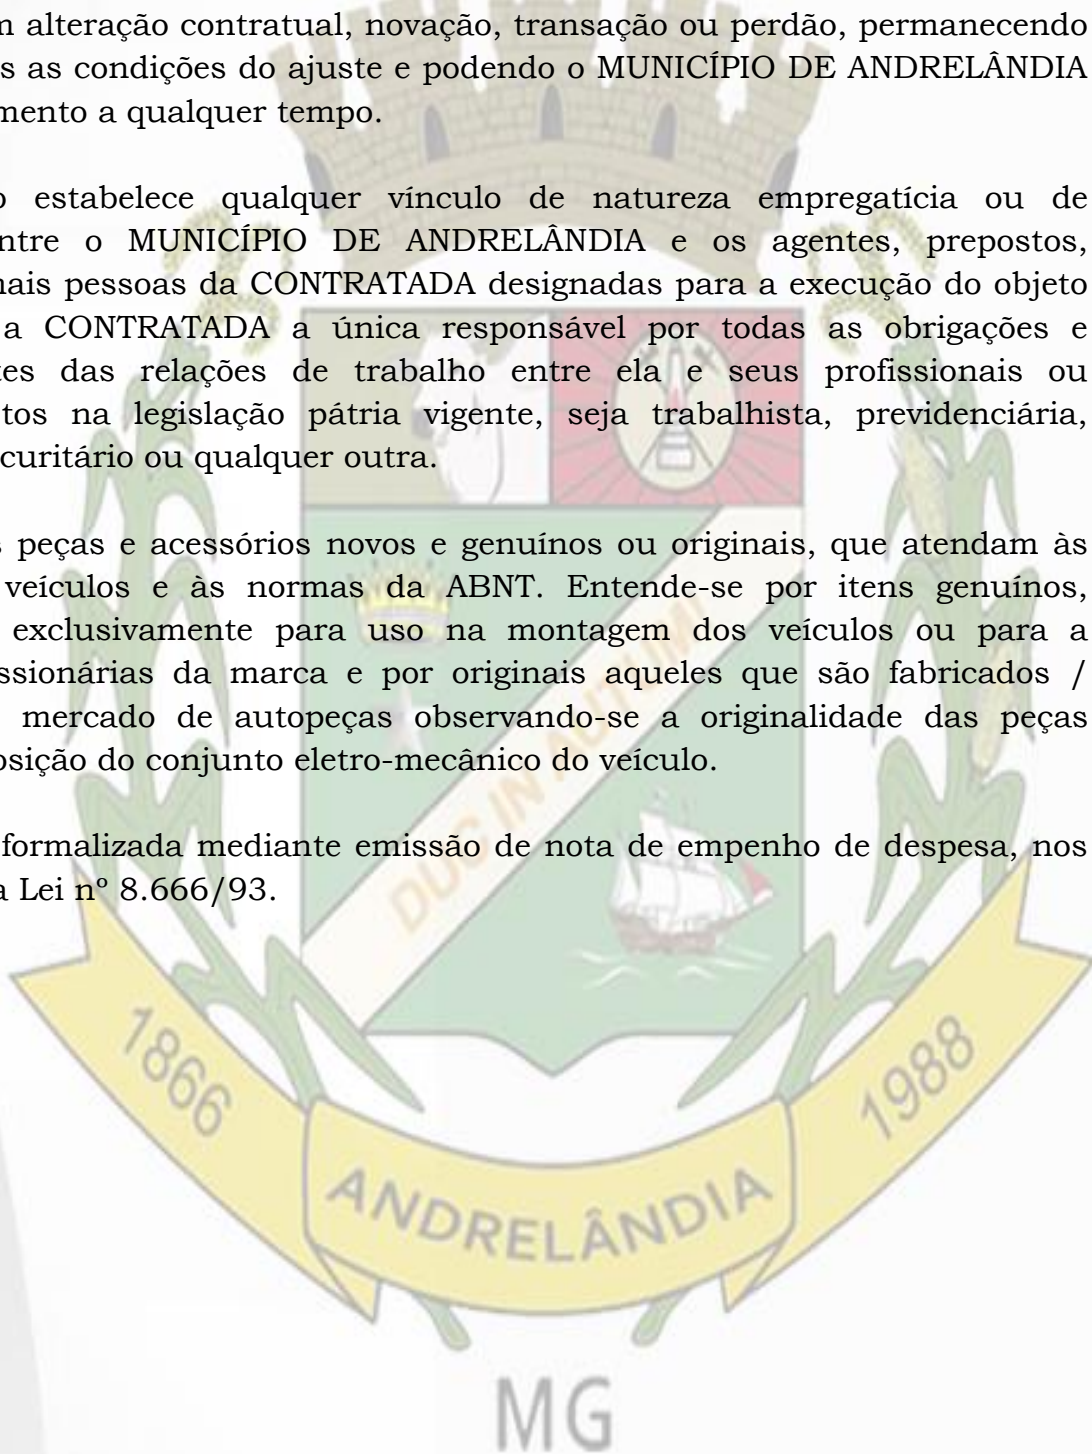 m alteração contratual, novação, transação ou perdão, permanecendo
s as condições do ajuste e podendo o MUNICÍPIO DE ANDRELÂNDIA
mento a qualquer tempo.
o estabelece qualquer vínculo de natureza empregatícia ou de
ntre o MUNICÍPIO DE ANDRELÂNDIA e os agentes, prepostos,
mais pessoas da CONTRATADA designadas para a execução do objeto
a CONTRATADA a única responsável por todas as obrigações e
tes das relações de trabalho entre ela e seus profissionais ou
tos na legislação pátria vigente, seja trabalhista, previdenciária,
curitário ou qualquer outra.
s peças e acessórios novos e genuínos ou originais, que atendam às
veículos e às normas da ABNT. Entende-se por itens genuínos,
exclusivamente para uso na montagem dos veículos ou para a
ssionárias da marca e por originais aqueles que são fabricados /
mercado de autopeças observando-se a originalidade das peças
osição do conjunto eletro-mecânico do veículo.
formalizada mediante emissão de nota de empenho de despesa, nos
a Lei nº 8.666/93.
DUC IN ALTUM!
1866
ANDRELÂNDIA
1988
MG